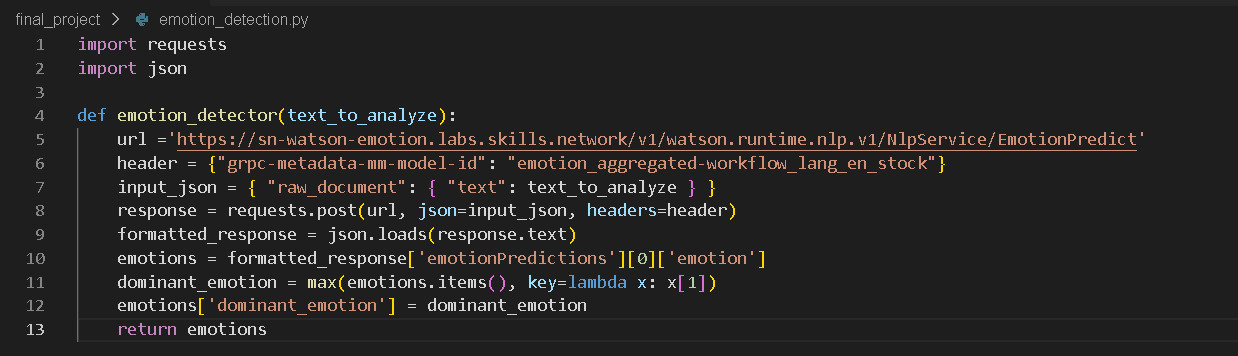 final_project > emotion_detection.py
1 import requests
2 import json
3
4 def emotion_detector(text_to_analyze):
5     url ='https://sn-watson-emotion.labs.skills.network/v1/watson.runtime.nlp.v1/NlpService/EmotionPredict'
6     header = {"grpc-metadata-mm-model-id": "emotion_aggregated-workflow_lang_en_stock"}
7     input_json = { "raw_document": { "text": text_to_analyze } }
8     response = requests.post(url, json=input_json, headers=header)
9     formatted_response = json.loads(response.text)
10     emotions = formatted_response['emotionPredictions'][0]['emotion']
11     dominant_emotion = max(emotions.items(), key=lambda x: x[1])
12     emotions['dominant_emotion'] = dominant_emotion
13     return emotions